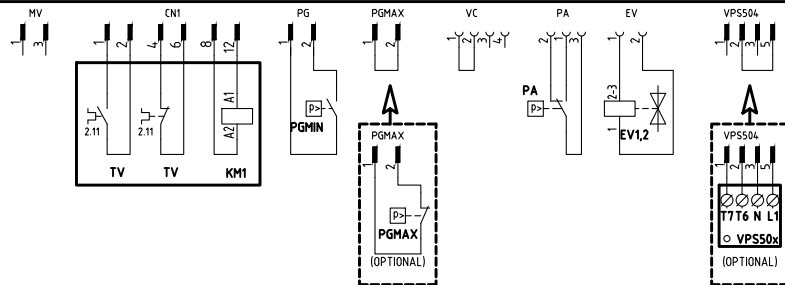 MV CN1 PG PGMAX VC PA EV VPS504
1 3 1 2 4 6 8 12 1 2 1 2 1 2 3 4 2 1 3 1 2 1 2 3 5
A1
A2
2.11
2.11
TV TV KM1
P>
PGMIN
PA
P>
2-3
1
EV1,2
PGMAX
1 2
P>
PGMAX
(OPTIONAL)
VPS504
1 2 3 5
T7 T6 N L1
VPS50x
(OPTIONAL)